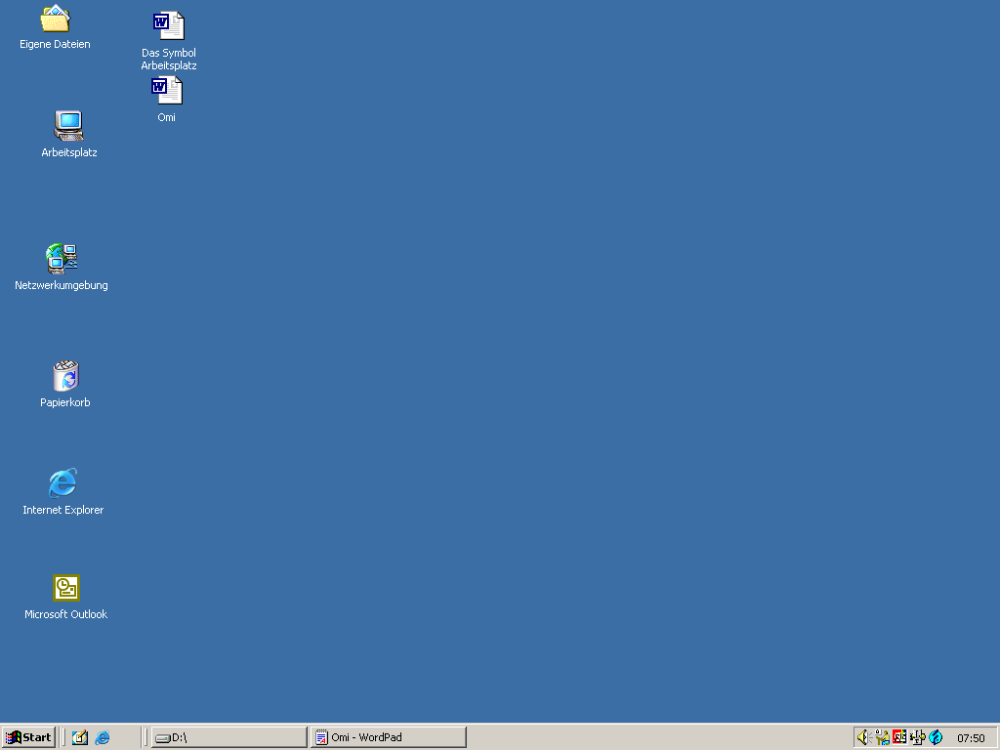 Eigene Dateien
Das Symbol
Arbeitsplatz
Omi
Arbeitsplatz
Netzwerkumgebung
Papierkorb
Internet Explorer
Microsoft Outlook
Start
D:\
Omi - WordPad
07:50